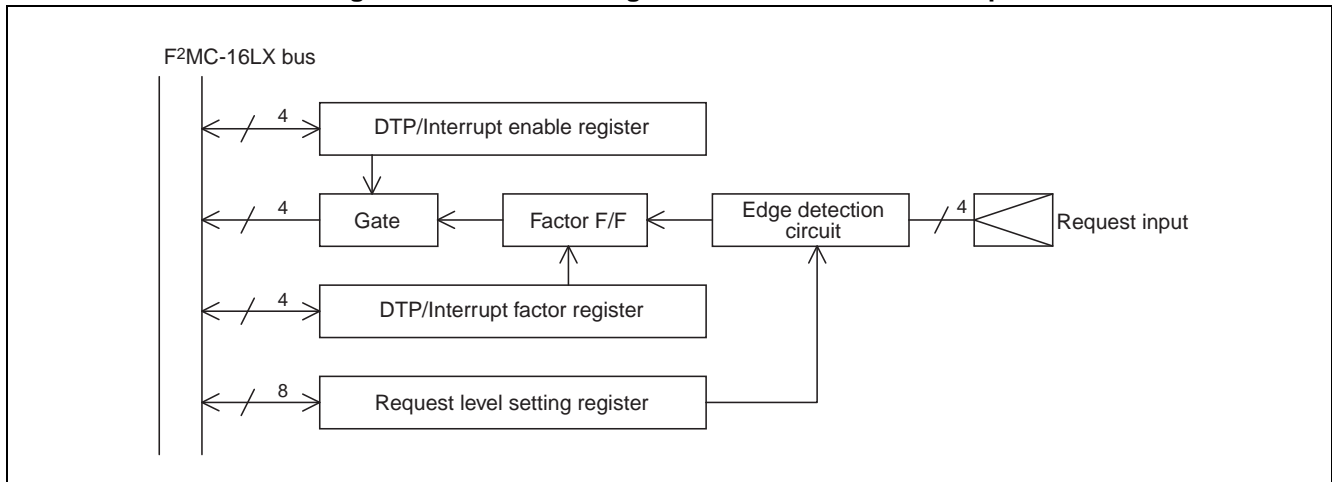 F2MC-16LX bus
4
DTP/Interrupt enable register
4
Gate
Factor F/F
Edge detection
circuit
4
Request input
4
DTP/Interrupt factor register
8
Request level setting register